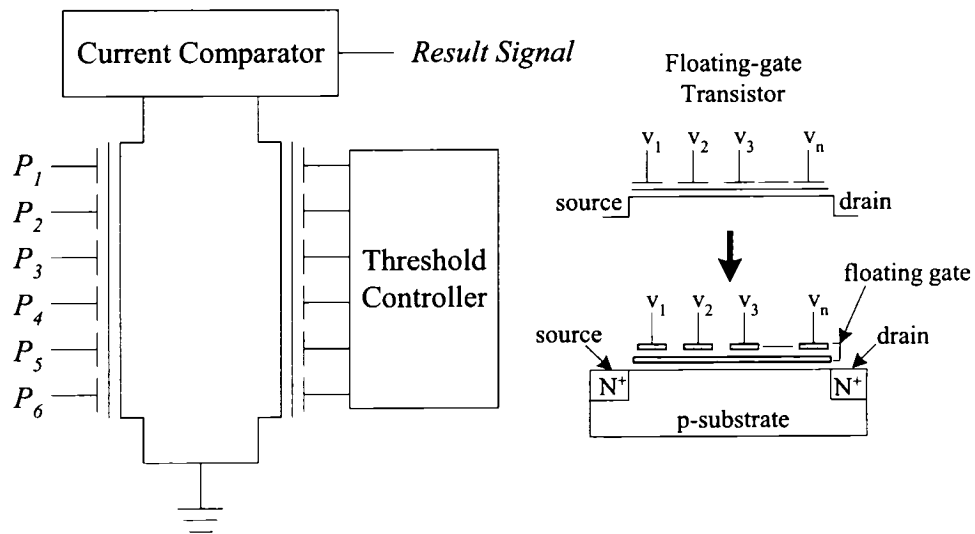 Current Comparator
Result Signal
P1
P2
P3
P4
P5
P6
Threshold
Controller
Floating-gate
Transistor
v1 v2 v3 vn
source
drain
floating gate
v1 v2 v3 vn
source
drain
N+ N+
p-substrate